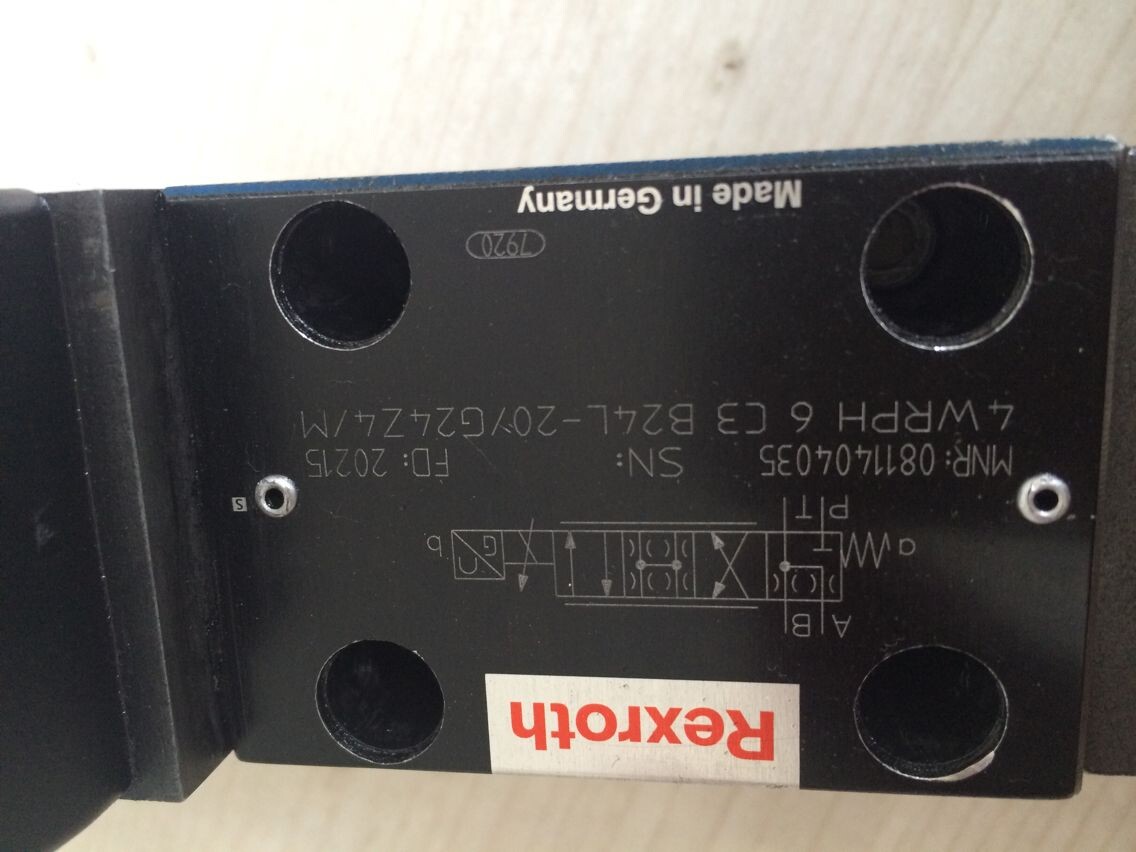 Rexroth
A B
a b G
P T
MNR: 0811404035 SN: FD: 20215
4WRPH 6 C3 B24L-20/G24Z4/M
7920
Made in Germany
S